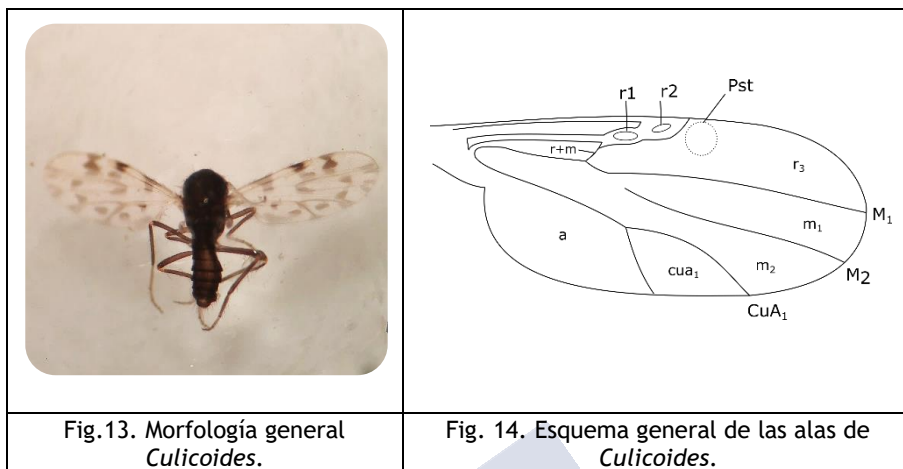 Pst
r1 r2
r+m
r₃
m₁
M₁
a
m₂
cua₁
M2
CuA₁
Fig.13. Morfología general
Culicoides.
Fig. 14. Esquema general de las alas de
Culicoides.